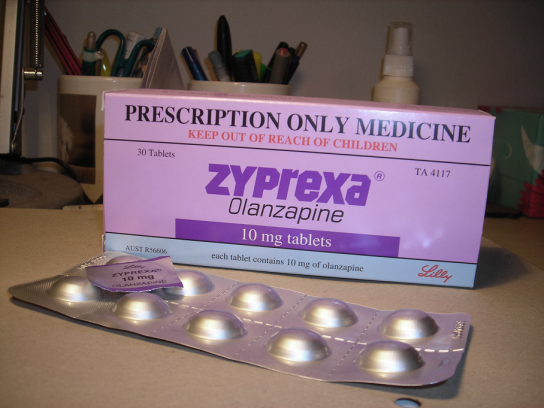 PRESCRIPTION ONLY MEDICINE
KEEP OUT OF REACH OF CHILDREN
30 Tablets
TA 4117
zyprexa®
Olanzapine
10 mg tablets
AUST R56606
each tablet contains 10 mg of olanzapine
Lilly
ZYPREXA®
10 mg
OLANZAPINE